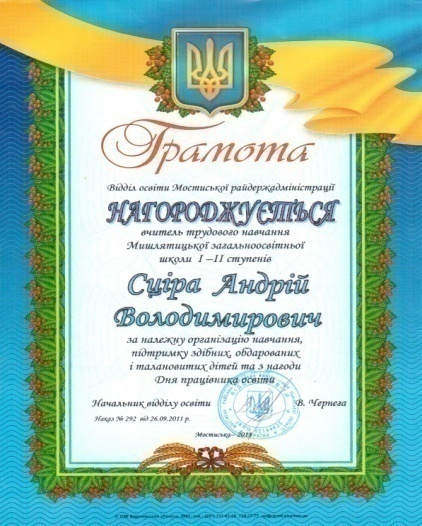 Грамота
Відділ освіти Мостиської райдержадміністрації
НАГОРОДЖУЄТЬСЯ
вчитель трудового навчання
Мишлятицької загальноосвітньої
школи І –ІІ ступенів
Сціра Андрій
Володимирович
за належну організацію навчання,
підтримку здібних, обдарованих
і талановитих дітей та з нагоди
Дня працівника освіти
Начальник відділу освіти В. Чернега
Наказ № 292 від 26.09.2011 р.
Мостиська – 2011